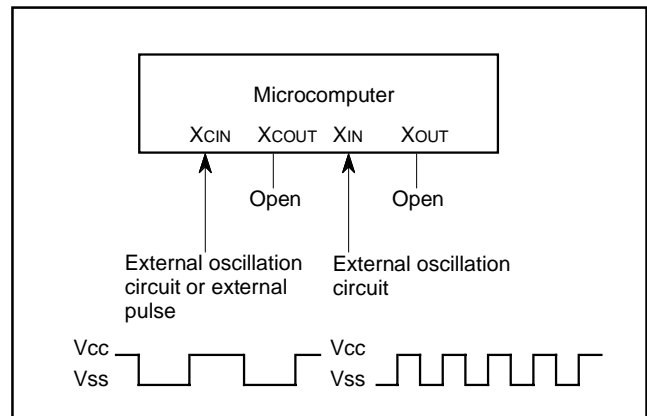 Microcomputer
XCIN XCOUT XIN XOUT
Open Open
External oscillation
circuit or external
pulse
External oscillation
circuit
Vcc Vcc
Vss Vss